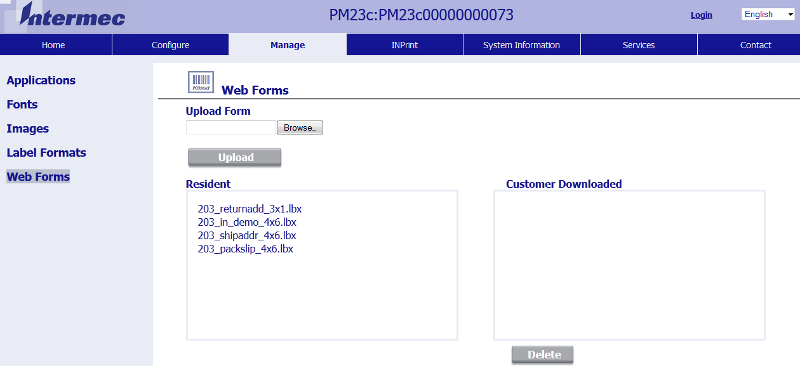 Intermec
PM23c:PM23c00000000073
Login
English
Home
Configure
Manage
INPrint
System Information
Services
Contact
Applications
Fonts
Images
Label Formats
Web Forms
FORMAT
Web Forms
Upload Form
Browse..
Upload
Resident
203_returnadd_3x1.lbx
203_in_demo_4x6.lbx
203_shipaddr_4x6.lbx
203_packslip_4x6.lbx
Customer Downloaded
Delete